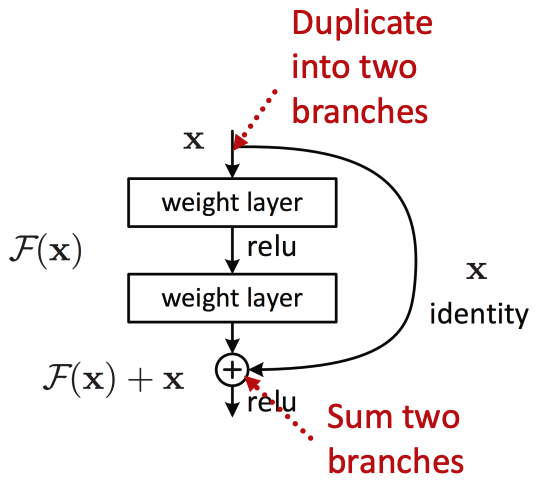 Duplicate
into two
branches
x
weight layer
F(x)
relu
x
weight layer
identity
F(x) + x
relu
Sum two
branches